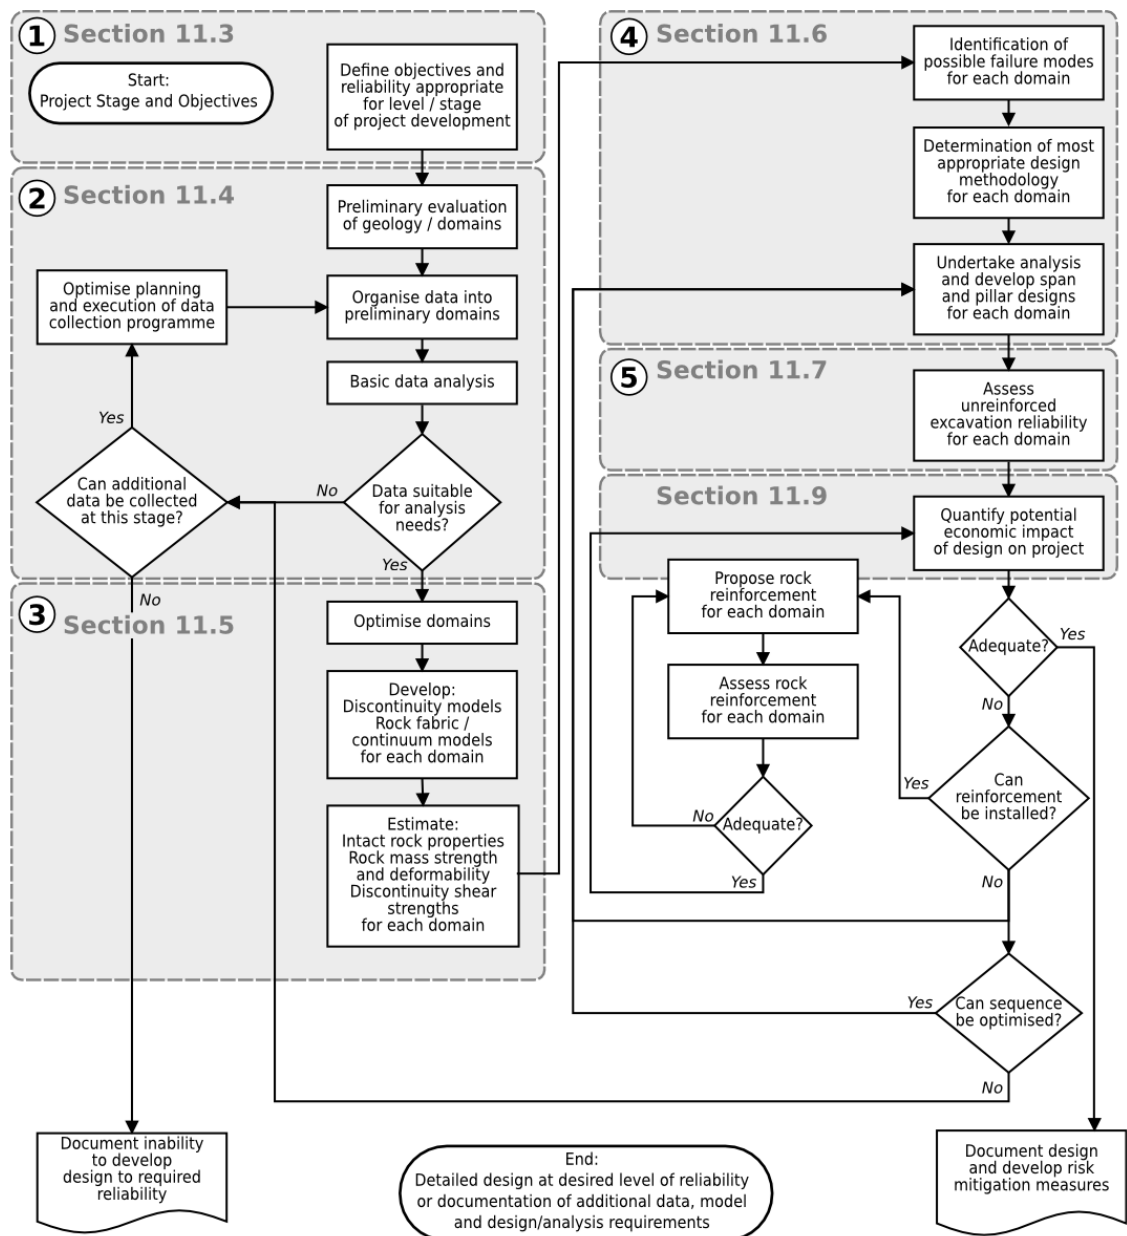 1 Section 11.3
Start:
Project Stage and Objectives
Define objectives and
reliability appropriate
for level / stage
of project development
2 Section 11.4
Preliminary evaluation
of geology / domains
Optimise planning
and execution of data
collection programme
Organise data into
preliminary domains
Basic data analysis
Yes
Can additional
data be collected
at this stage?
No
Data suitable
for analysis
needs?
Yes
No
3 Section 11.5
Optimise domains
Develop:
Discontinuity models
Rock fabric /
continuum models
for each domain
Estimate:
Intact rock properties
Rock mass strength
and deformability
Discontinuity shear
strengths
for each domain
4 Section 11.6
Identification of
possible failure modes
for each domain
Determination of most
appropriate design
methodology
for each domain
Undertake analysis
and develop span
and pillar designs
for each domain
5 Section 11.7
Assess
unreinforced
excavation reliability
for each domain
Section 11.9
Quantify potential
economic impact
of design on project
Propose rock
reinforcement
for each domain
Adequate?
Yes
No
Assess rock
reinforcement
for each domain
Can
reinforcement
be installed?
Yes
No
Adequate?
No
Yes
Can sequence
be optimised?
Yes
No
Document inability
to develop
design to required
reliability
End:
Detailed design at desired level of reliability
or documentation of additional data, model
and design/analysis requirements
Document design
and develop risk
mitigation measures